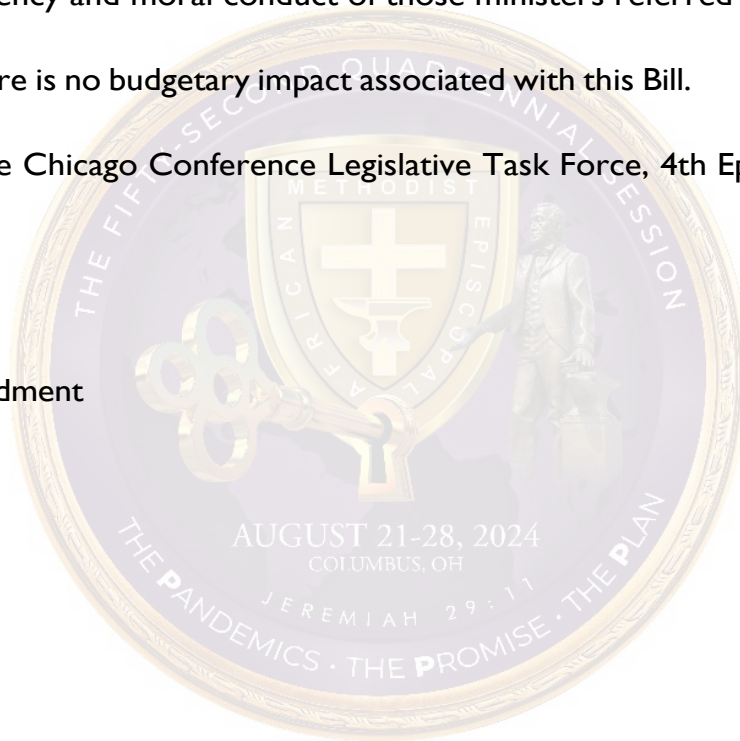 ency and moral conduct of those ministers referred
re is no budgetary impact associated with this Bill.
e Chicago Conference Legislative Task Force, 4th Ep
dment
THE FIFTY-SECOND QUADRENNIAL SESSION
AFRICAN METHODIST EPISCOPAL
AUGUST 21-28, 2024
COLUMBUS, OH
JEREMIAH 29:11
THE PANDEMICS · THE PROMISE · THE PLAN